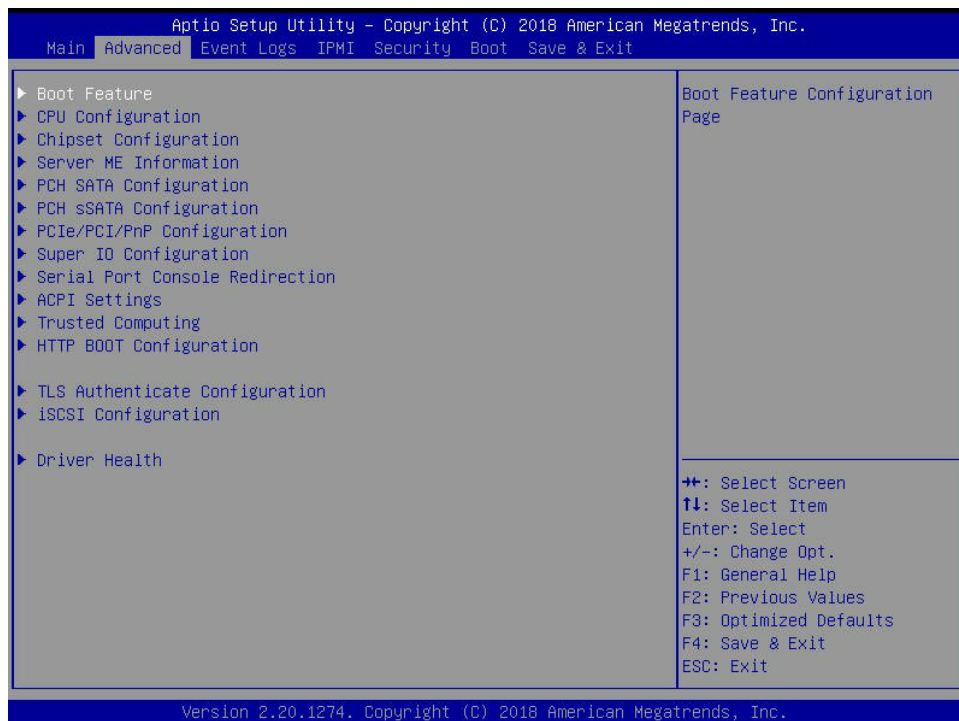 Aptio Setup Utility – Copyright (C) 2018 American Megatrends, Inc.
Main Advanced Event Logs IPMI Security Boot Save & Exit
▶ Boot Feature
▶ CPU Configuration
▶ Chipset Configuration
▶ Server ME Information
▶ PCH SATA Configuration
▶ PCH sSATA Configuration
▶ PCIe/PCI/PnP Configuration
▶ Super IO Configuration
▶ Serial Port Console Redirection
▶ ACPI Settings
▶ Trusted Computing
▶ HTTP BOOT Configuration
▶ TLS Authenticate Configuration
▶ iSCSI Configuration
▶ Driver Health
Boot Feature Configuration
Page
→←: Select Screen
↑↓: Select Item
Enter: Select
+/-: Change Opt.
F1: General Help
F2: Previous Values
F3: Optimized Defaults
F4: Save & Exit
ESC: Exit
Version 2.20.1274. Copyright (C) 2018 American Megatrends, Inc.